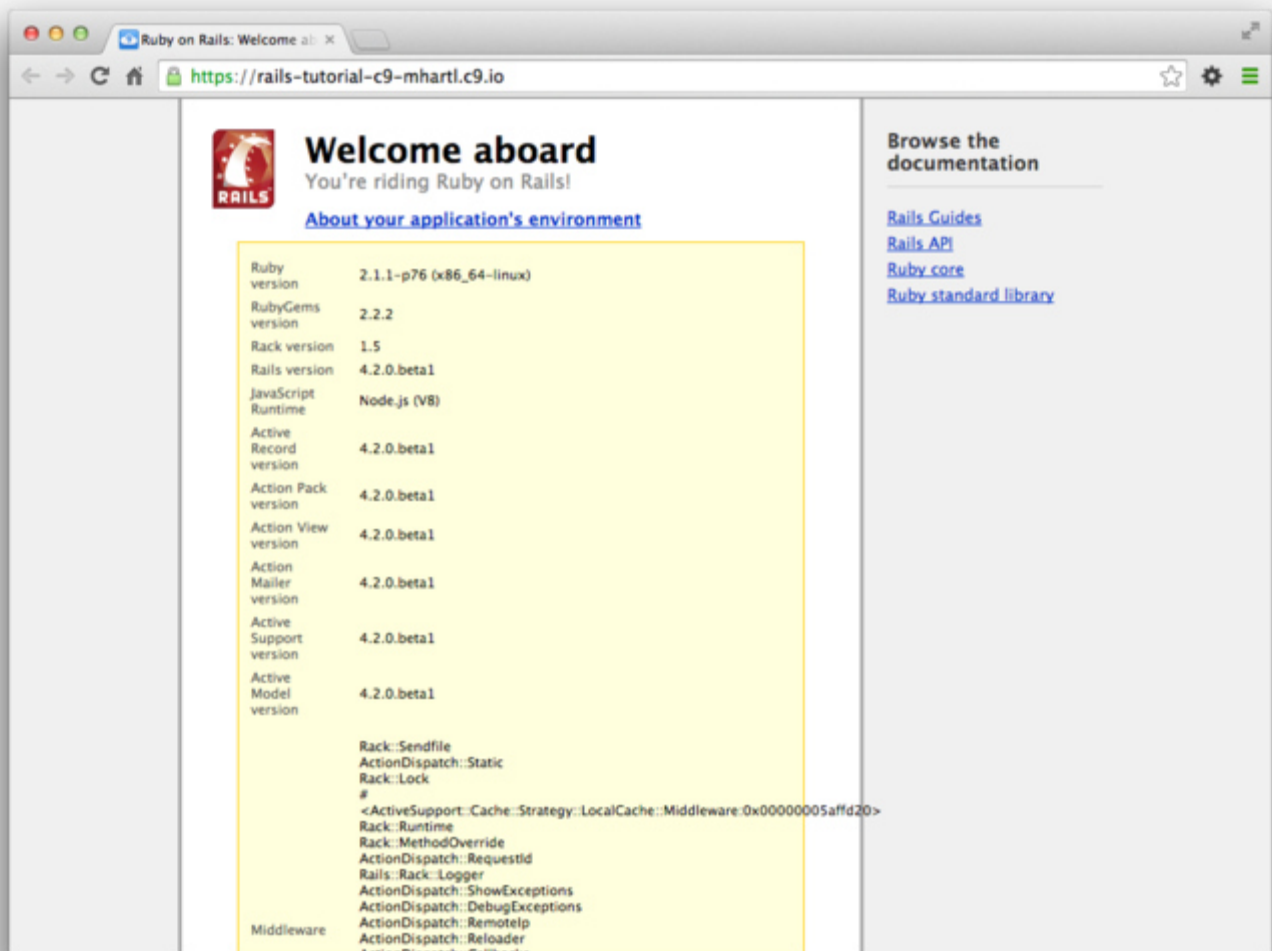 Ruby on Rails: Welcome ab
https://rails-tutorial-c9-mhartl.c9.io
RAILS
Welcome aboard
You're riding Ruby on Rails!
About your application's environment
Ruby
version
2.1.1-p76 (x86_64-linux)
RubyGems
version
2.2.2
Rack version
1.5
Rails version
4.2.0.beta1
JavaScript
Runtime
Node.js (V8)
Active
Record
version
4.2.0.beta1
Action Pack
version
4.2.0.beta1
Action View
version
4.2.0.beta1
Action
Mailer
version
4.2.0.beta1
Active
Support
version
4.2.0.beta1
Active
Model
version
4.2.0.beta1
Middleware
Rack::Sendfile
ActionDispatch::Static
Rack::Lock
#
<ActiveSupport::Cache::Strategy::LocalCache::Middleware:0x00000005affd20>
Rack::Runtime
Rack::MethodOverride
ActionDispatch::RequestId
Rails::Rack::Logger
ActionDispatch::ShowExceptions
ActionDispatch::DebugExceptions
ActionDispatch::RemoteIp
ActionDispatch::Reloader
Browse the
documentation
Rails Guides
Rails API
Ruby core
Ruby standard library